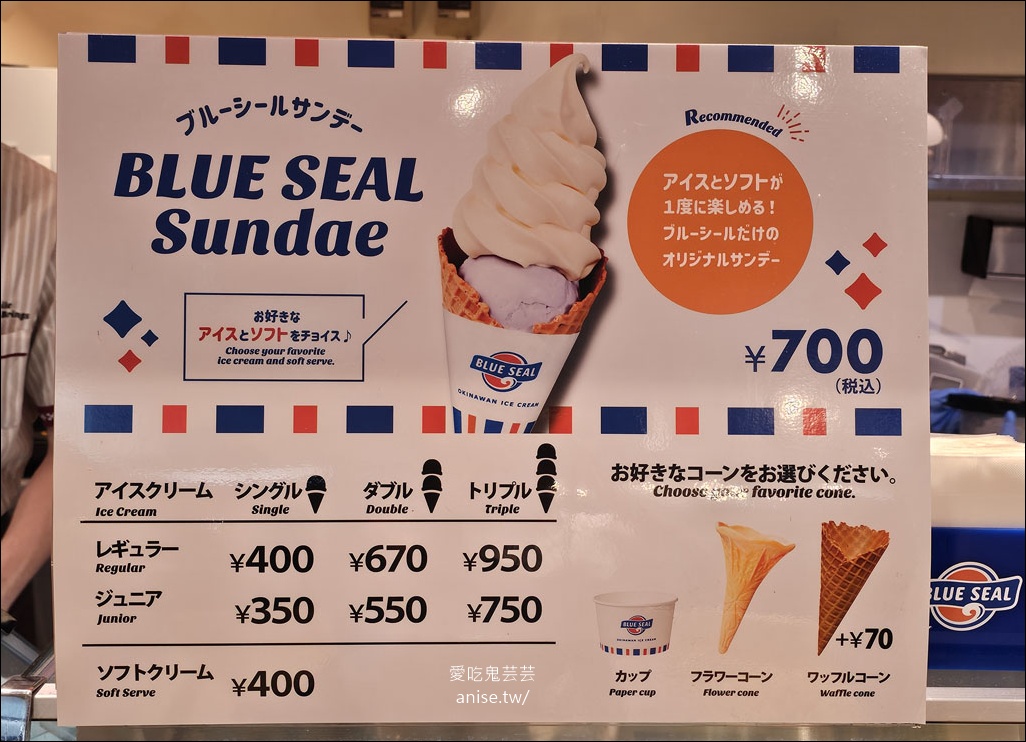 ブルーシールサンデー
BLUE SEAL
Sundae
Recommended
アイスとソフトが
1度に楽しめる!
ブルーシールだけの
オリジナルサンデー
お好きな
アイスとソフトをチョイス♪
Choose your favorite
ice cream and soft serve.
BLUE SEAL
OKINAWAN ICE CREAM
¥700
(税込)
アイスクリーム シングル ダブル トリプル
Ice Cream Single Double Triple
レギュラー
Regular
¥400 ¥670 ¥950
ジュニア
Junior
¥350 ¥550 ¥750
ソフトクリーム
Soft Serve
¥400
お好きなコーンをお選びください。
Choose your favorite cone.
BLUE SEAL
OKINAWAN ICE CREAM
+¥70
カップ フラワーコーン ワッフルコーン
Paper cup Flower cone Waffle cone
BLUE SEAL
愛吃鬼芸芸
anise.tw/